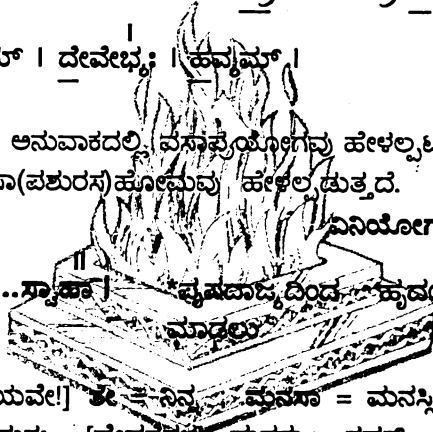 । ದೇವೇಭ್ಯಃ । ಹವ್ಯಮ್ ।
ಅನುವಾಕದಲ್ಲಿ ವಸಾಪ್ರಯೋಗವು ಹೇಳಲ್ಪಟ
ಸಾ(ಪಶುರಸ)ಹೋಮವು ಹೇಳಲ್ಪಡುತ್ತದೆ.
ವಿನಿಯೋಗ
...ಸ್ವಾಹಾ । *ಪೃಷದಾಜ್ಯದಿಂದ ಹೃದ
ಮಾಡಲು
ಯವೇ!] ತೇ = ನಿನ್ನ, ಮನಸಾ = ಮನಸ್ಸಿ